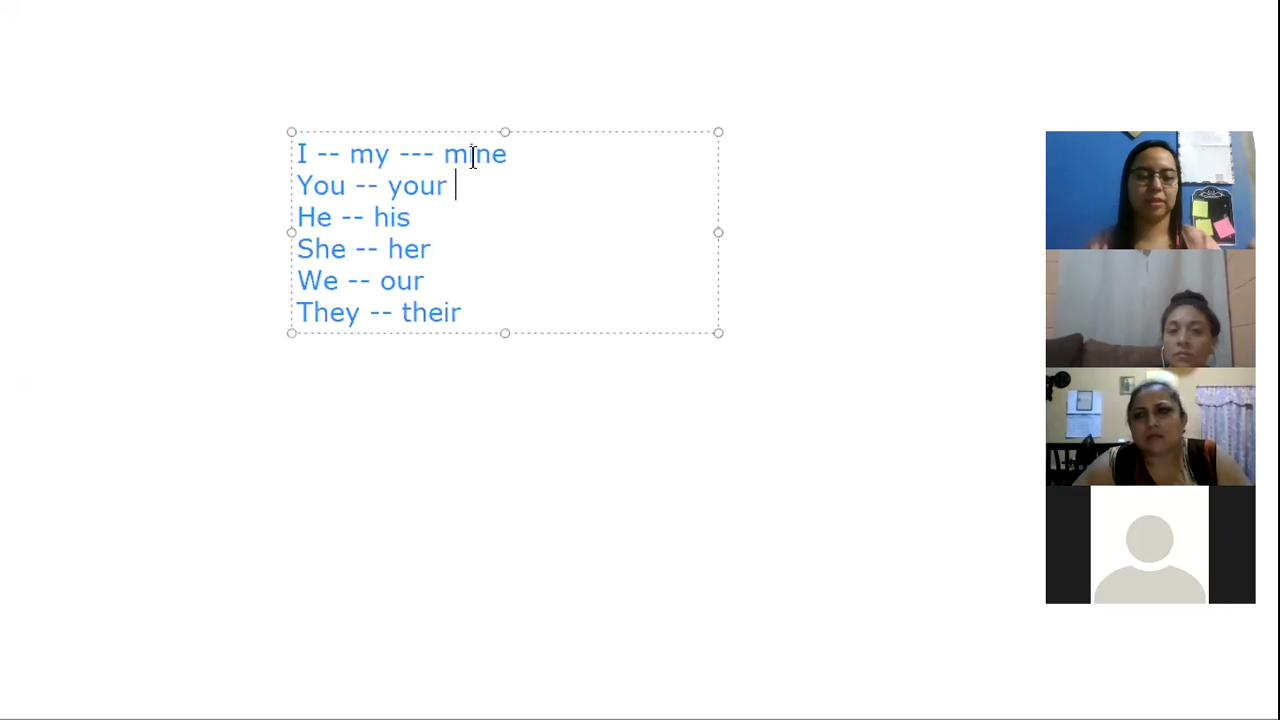 I -- my --- mine
You -- your
He -- his
She -- her
We -- our
They -- their